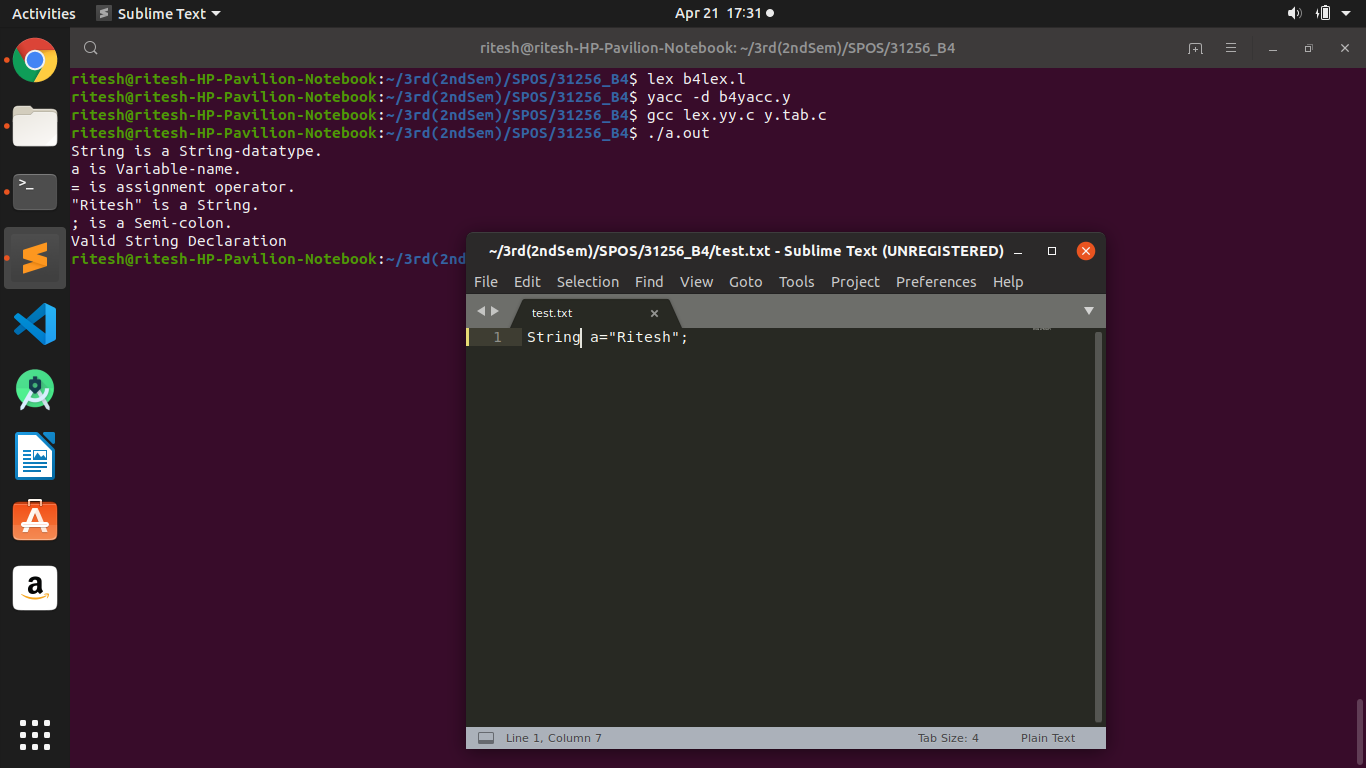 Activities Sublime Text Apr 21 17:31
ritesh@ritesh-HP-Pavilion-Notebook: ~/3rd(2ndSem)/SPOS/31256_B4
ritesh@ritesh-HP-Pavilion-Notebook:~/3rd(2ndSem)/SPOS/31256_B4$ lex b4lex.l
ritesh@ritesh-HP-Pavilion-Notebook:~/3rd(2ndSem)/SPOS/31256_B4$ yacc -d b4yacc.y
ritesh@ritesh-HP-Pavilion-Notebook:~/3rd(2ndSem)/SPOS/31256_B4$ gcc lex.yy.c y.tab.c
ritesh@ritesh-HP-Pavilion-Notebook:~/3rd(2ndSem)/SPOS/31256_B4$ ./a.out
String is a String-datatype.
a is Variable-name.
= is assignment operator.
"Ritesh" is a String.
; is a Semi-colon.
Valid String Declaration
ritesh@ritesh-HP-Pavilion-Notebook:~/3rd(2nd
~/3rd(2ndSem)/SPOS/31256_B4/test.txt - Sublime Text (UNREGISTERED)
File Edit Selection Find View Goto Tools Project Preferences Help
test.txt
1 String a="Ritesh";
Line 1, Column 7 Tab Size: 4 Plain Text